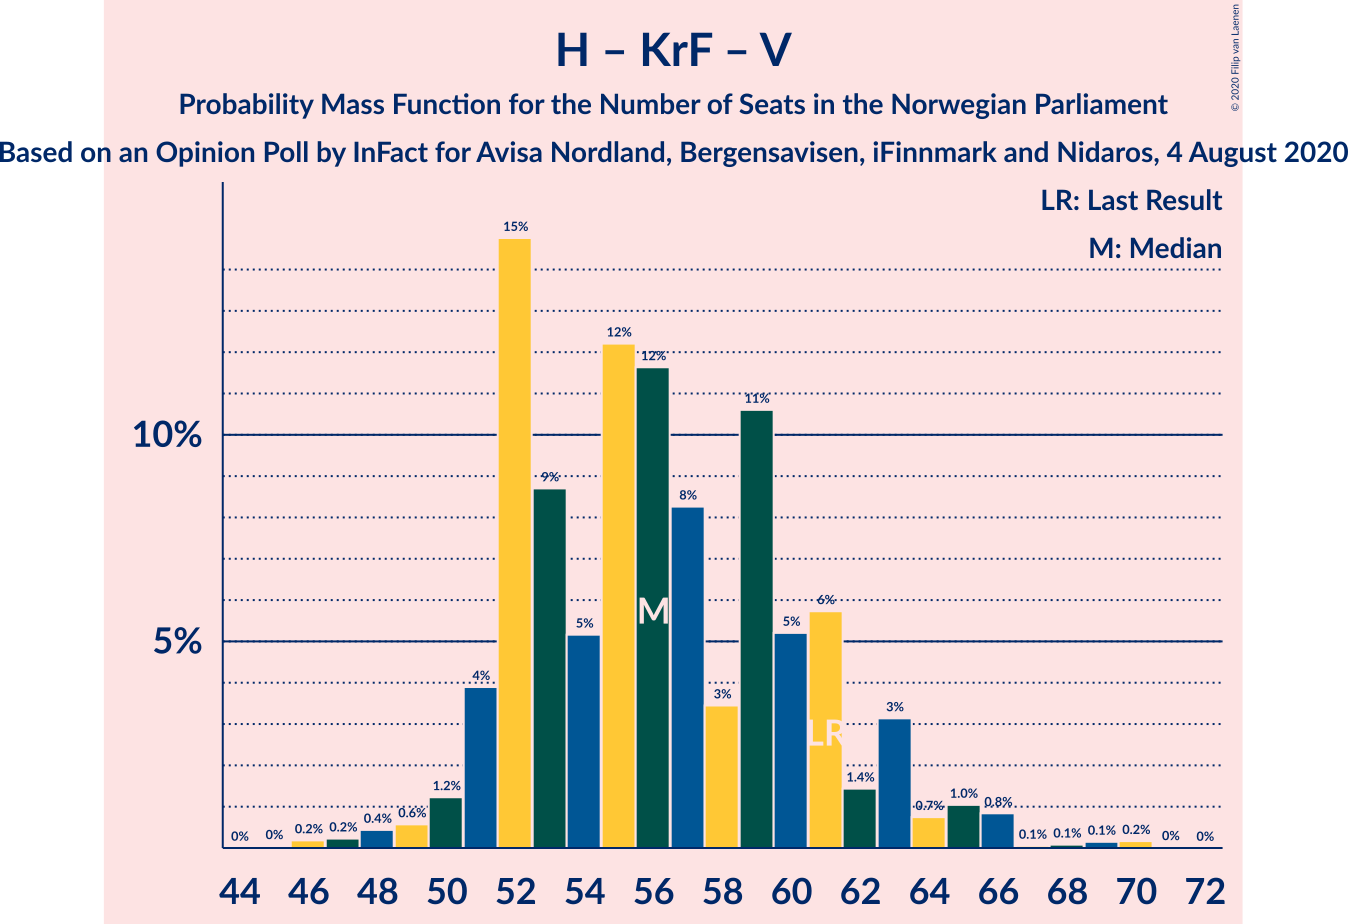 H – KrF – V
Probability Mass Function for the Number of Seats in the Norwegian Parliament
Based on an Opinion Poll by InFact for Avisa Nordland, Bergensavisen, iFinnmark and Nidaros, 4 August 2020
© 2020 Filip van Laenen
LR: Last Result
M: Median
10%
5%
0% 0% 0.2% 0.2% 0.4% 0.6% 1.2% 4% 15% 9% 5% 12% 12% 8% 3% 11% 5% 6% 1.4% 3% 0.7% 1.0% 0.8% 0.1% 0.1% 0.1% 0.2% 0% 0%
M
LR
44 46 48 50 52 54 56 58 60 62 64 66 68 70 72